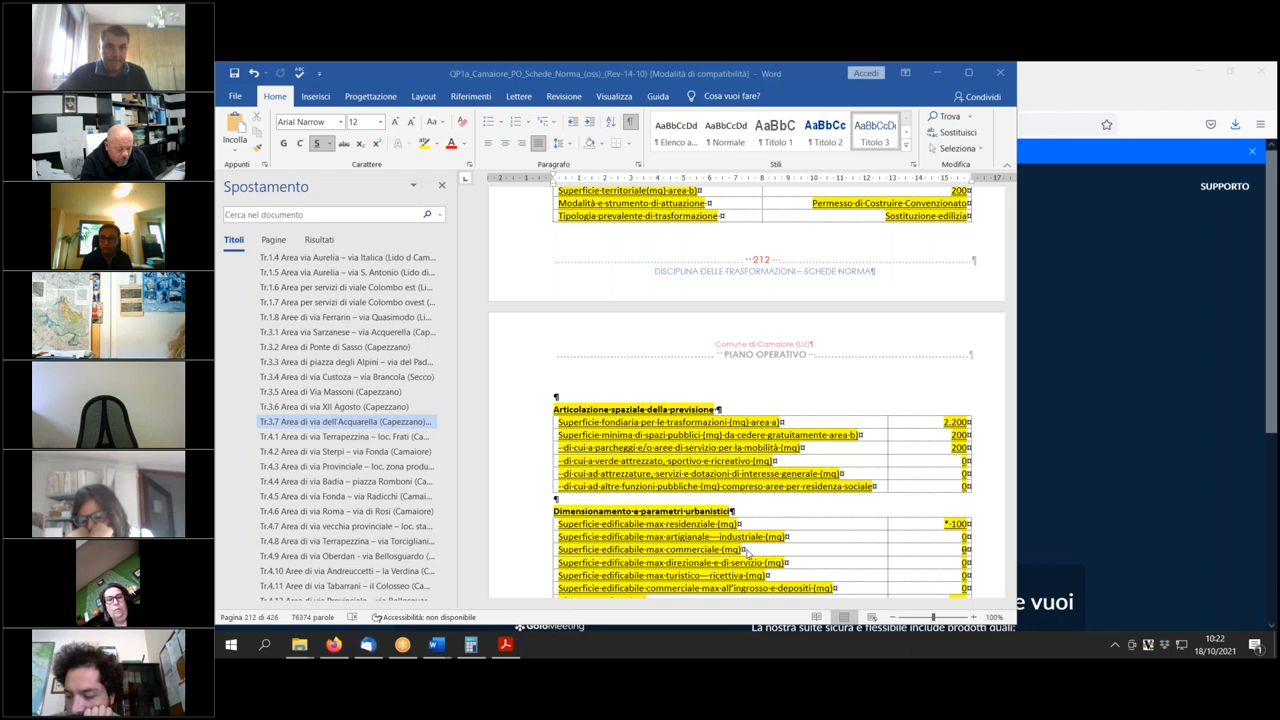 QP1a_Camaiore_PO_Schede_Norma_(oss)_(Rev-14-10) [Modalità di compatibilità] - Word
Accedi
File Home Inserisci Progettazione Layout Riferimenti Lettere Revisione Visualizza Guida Cosa vuoi fare? Condividi
Incolla
Arial Narrow 12
G C S abc x₂ x²
AaBbCcDd AaBbCcDd AaBbC AaBbCc AaBbCcD
¶ Elenco a... ¶ Normale ¶ Titolo 1 ¶ Titolo 2 ¶ Titolo 3
Trova
Sostituisci
Seleziona
Appunti Carattere Paragrafo Stili Modifica
Spostamento
Cerca nel documento
Titoli Pagine Risultati
Tr.1.4 Area via Aurelia – via Italica (Lido d Cam...
Tr.1.5 Area via Aurelia – via S. Antonio (Lido di...
Tr.1.6 Area per servizi di viale Colombo est (Lid...
Tr.1.7 Area per servizi di viale Colombo ovest (...
Tr.1.8 Aree di via Ferrarin – via Quasimodo (Li...
Tr.3.1 Area via Sarzanese – via Acquerella (Cap...
Tr.3.2 Area di Ponte di Sasso (Capezzano)
Tr.3.3 Area di piazza degli Alpini – via del Pad...
Tr.3.4 Area di via Custoza – via Brancola (Secco)
Tr.3.5 Area di Via Massoni (Capezzano)
Tr.3.6 Area di via XII Agosto (Capezzano)
Tr.3.7 Area di via dell'Acquarella (Capezzano)...
Tr.4.1 Area di via Terrapezzina – loc. Frati (Ca...
Tr.4.2 Area di via Sterpi – via Fonda (Camaiore)
Tr.4.3 Area di via Provinciale – loc. zona produ...
Tr.4.4 Area di via Badia – piazza Romboni (Ca...
Tr.4.5 Area di via Fonda – via Radicchi (Camai...
Tr.4.6 Area di via Roma – via di Rosi (Camaior...
Tr.4.7 Area di via vecchia provinciale – loc. sta...
Tr.4.8 Area di via Terrapezzina – via Torcigliani...
Tr.4.9 Area di via Oberdan - via Bellosguardo (...
Tr.4.10 Aree di via Andreuccetti – la Verdina (C...
Tr.4.11 Aree di via Tabarrani – il Colosseo (Ca...
Superficie·territoriale(mq)·area·b)¤ 200¤
Modalità·e·strumento·di·attuazione·¤ Permesso·di·Costruire·Convenzionato¤
Tipologia·prevalente·di·trasformazione·¤ Sostituzione·edilizia¤
212
DISCIPLINA DELLE TRASFORMAZIONI – SCHEDE NORMA¶
Comune di Camaiore (LU)¶
PIANO OPERATIVO
¶
Articolazione·spaziale·della·previsione·¶
Superficie·fondiaria·per·le·trasformazioni·(mq)·area·a)¤ 2.200¤
Superficie·minima·di·spazi·pubblici·(mq)·da·cedere·gratuitamente·area·b)¤ 200¤
-·di·cui·a·parcheggi·e/o·aree·di·servizio·per·la·mobilità·(mq)¤ 200¤
-·di·cui·a·verde·attrezzato,·sportivo·e·ricreativo·(mq)¤ 0¤
-·di·cui·ad·attrezzature,·servizi·e·dotazioni·di·interesse·generale·(mq)¤ 0¤
-·di·cui·ad·altre·funzioni·pubbliche·(mq)·compreso·aree·per·residenza·sociale¤ 0¤
¶
Dimensionamento·e·parametri·urbanistici¶
Superficie·edificabile·max·residenziale·(mq)¤ *·100¤
Superficie·edificabile·max·artigianale·–·industriale·(mq)¤ 0¤
Superficie·edificabile·max·commerciale·(mq)¤ 0¤
Superficie·edificabile·max·direzionale·e·di·servizio·(mq)¤ 0¤
Superficie·edificabile·max·turistico·–·ricettiva·(mq)¤ 0¤
Superficie·edificabile·commerciale·max·all'ingrosso·e·depositi·(mq)¤ 0¤
Pagina 212 di 426 76374 parole Accessibilità: non disponibile 100%
SUPPORTO
e vuoi
GoToMeeting
La nostra suite sicura e flessibile include prodotti quali:
10:22
18/10/2021